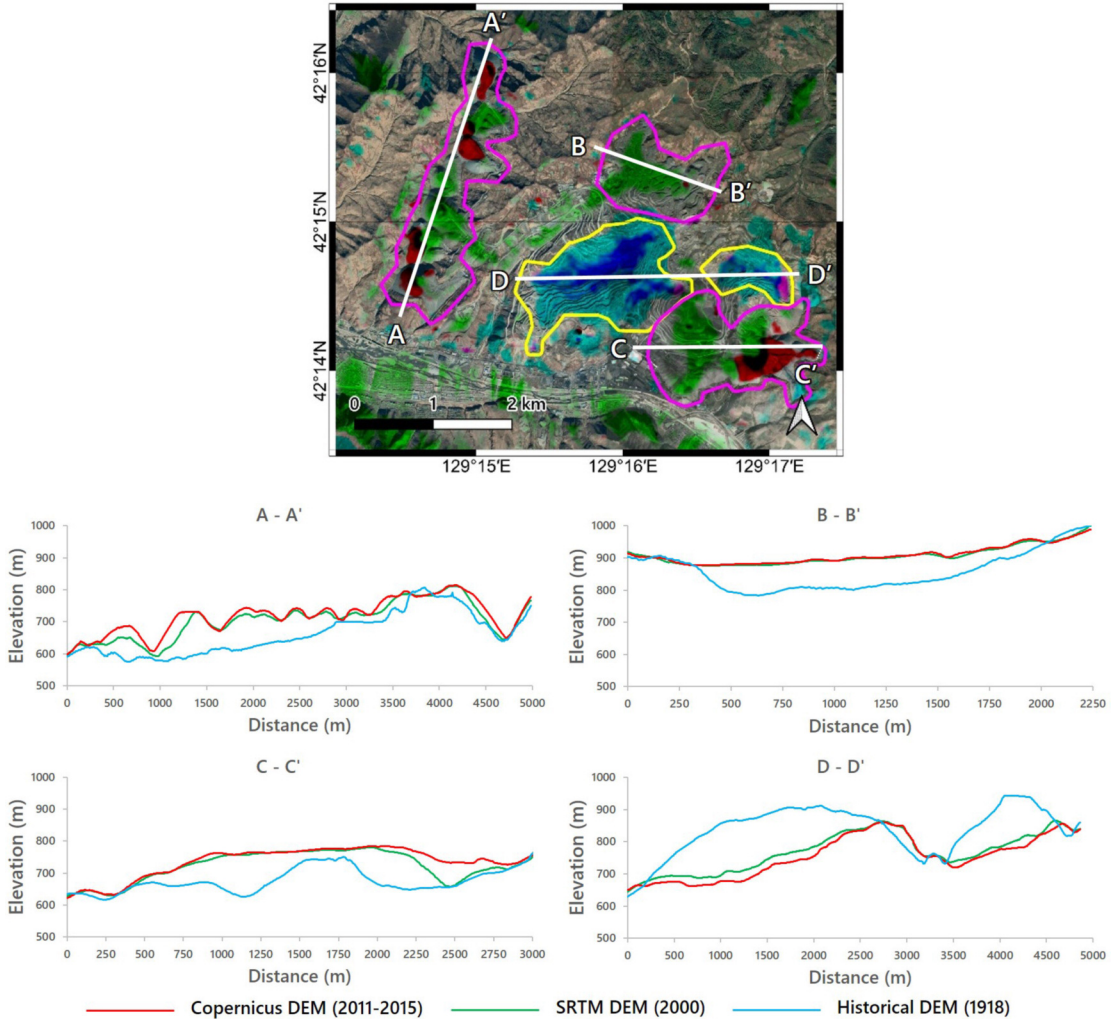 A'
42°16'N
B
B'
42°15'N
D
D'
A
C
C'
42°14'N
0 1 2 km
129°15'E 129°16'E 129°17'E
A - A'
Elevation (m)
1000
900
800
700
600
500
0 500 1000 1500 2000 2500 3000 3500 4000 4500 5000
Distance (m)
B - B'
Elevation (m)
1000
900
800
700
600
500
0 250 500 750 1000 1250 1500 1750 2000 2250
Distance (m)
C - C'
Elevation (m)
1000
900
800
700
600
500
0 250 500 750 1000 1250 1500 1750 2000 2250 2500 2750 3000
Distance (m)
D - D'
Elevation (m)
1000
900
800
700
600
500
0 500 1000 1500 2000 2500 3000 3500 4000 4500 5000
Distance (m)
Copernicus DEM (2011-2015) SRTM DEM (2000) Historical DEM (1918)